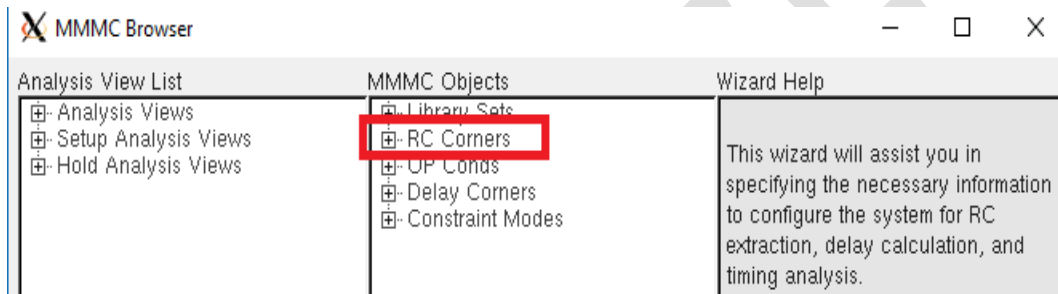 MMMC Browser
Analysis View List
Analysis Views
Setup Analysis Views
Hold Analysis Views
MMMC Objects
Library Sets
RC Corners
OP Conds
Delay Corners
Constraint Modes
Wizard Help
This wizard will assist you in
specifying the necessary information
to configure the system for RC
extraction, delay calculation, and
timing analysis.